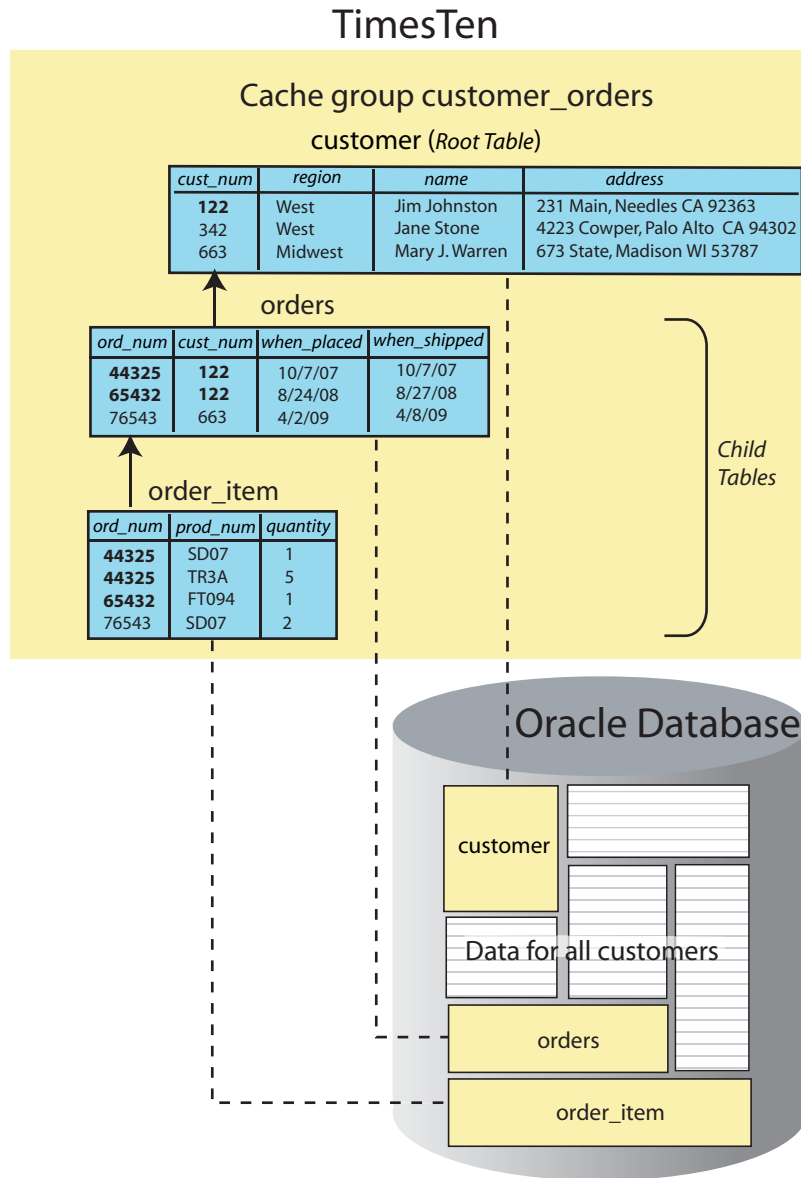 TimesTen
Cache group customer_orders
customer (Root Table)
cust_num region name address
122 West Jim Johnston 231 Main, Needles CA 92363
342 West Jane Stone 4223 Cowper, Palo Alto CA 94302
663 Midwest Mary J. Warren 673 State, Madison WI 53787
orders
ord_num cust_num when_placed when_shipped
44325 122 10/7/07 10/7/07
65432 122 8/24/08 8/27/08
76543 663 4/2/09 4/8/09
Child
Tables
order_item
ord_num prod_num quantity
44325 SD07 1
44325 TR3A 5
65432 FT094 1
76543 SD07 2
Oracle Database
customer
Data for all customers
orders
order_item